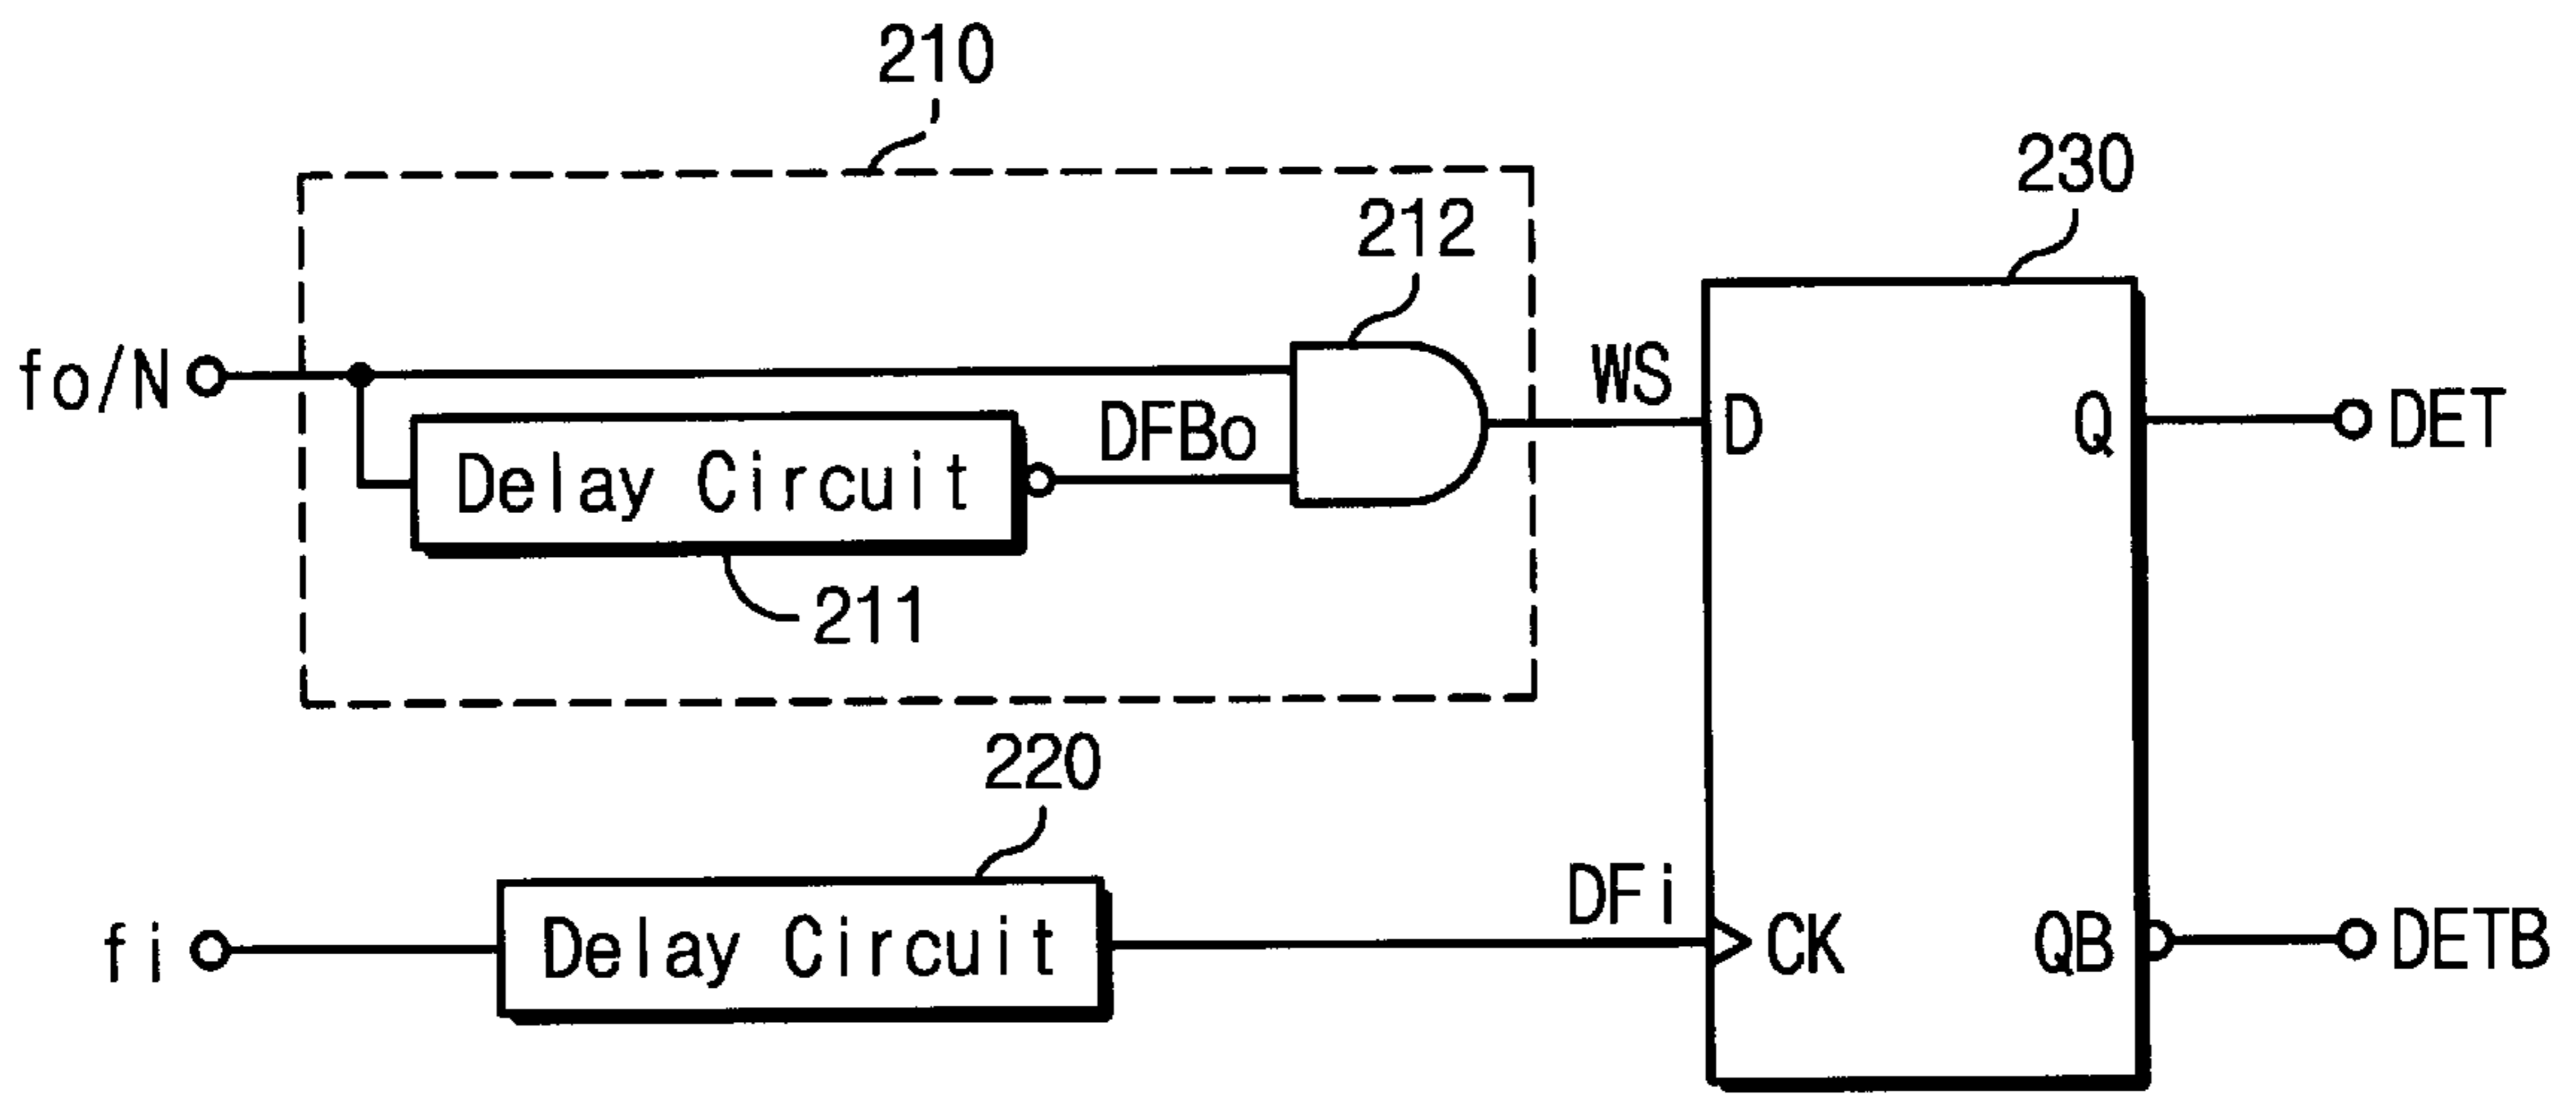 210
230
212
fo/N
WS
DFBo
D
Q
DET
Delay Circuit
211
220
DFi
fi
Delay Circuit
CK
QB
DETB